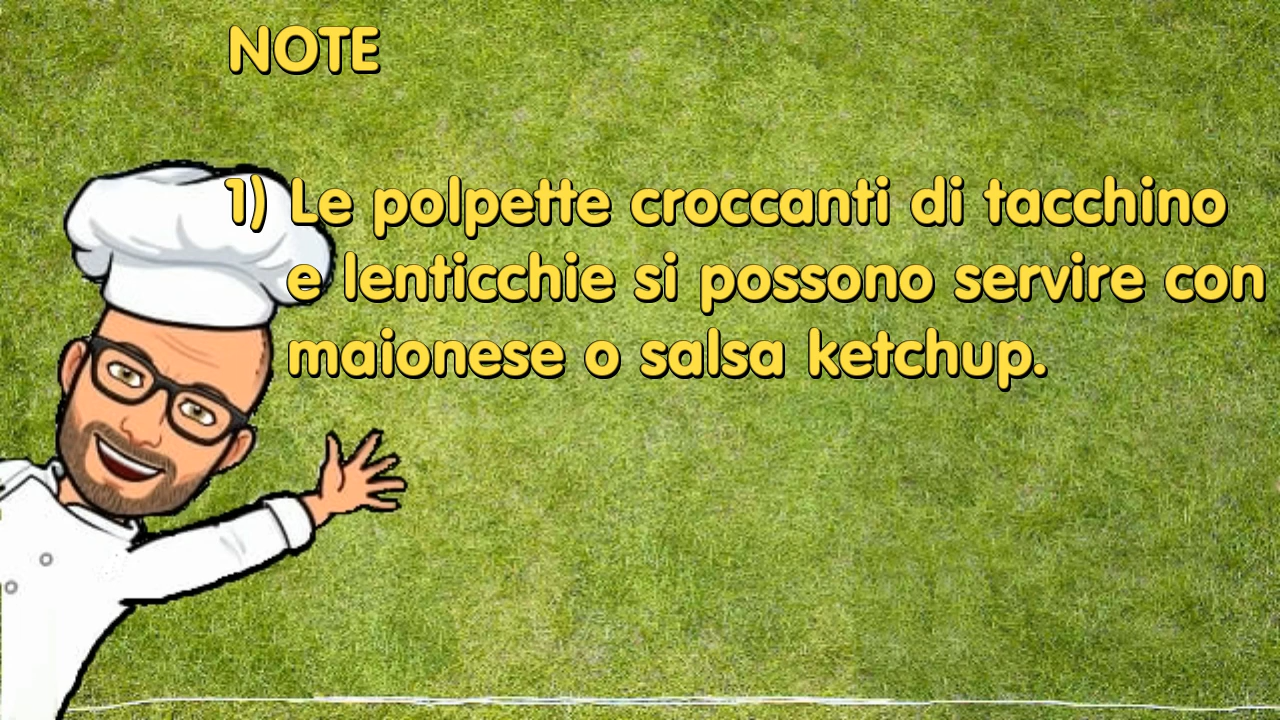 NOTE
1) Le polpette croccanti di tacchino
e lenticchie si possono servire con
maionese o salsa ketchup.